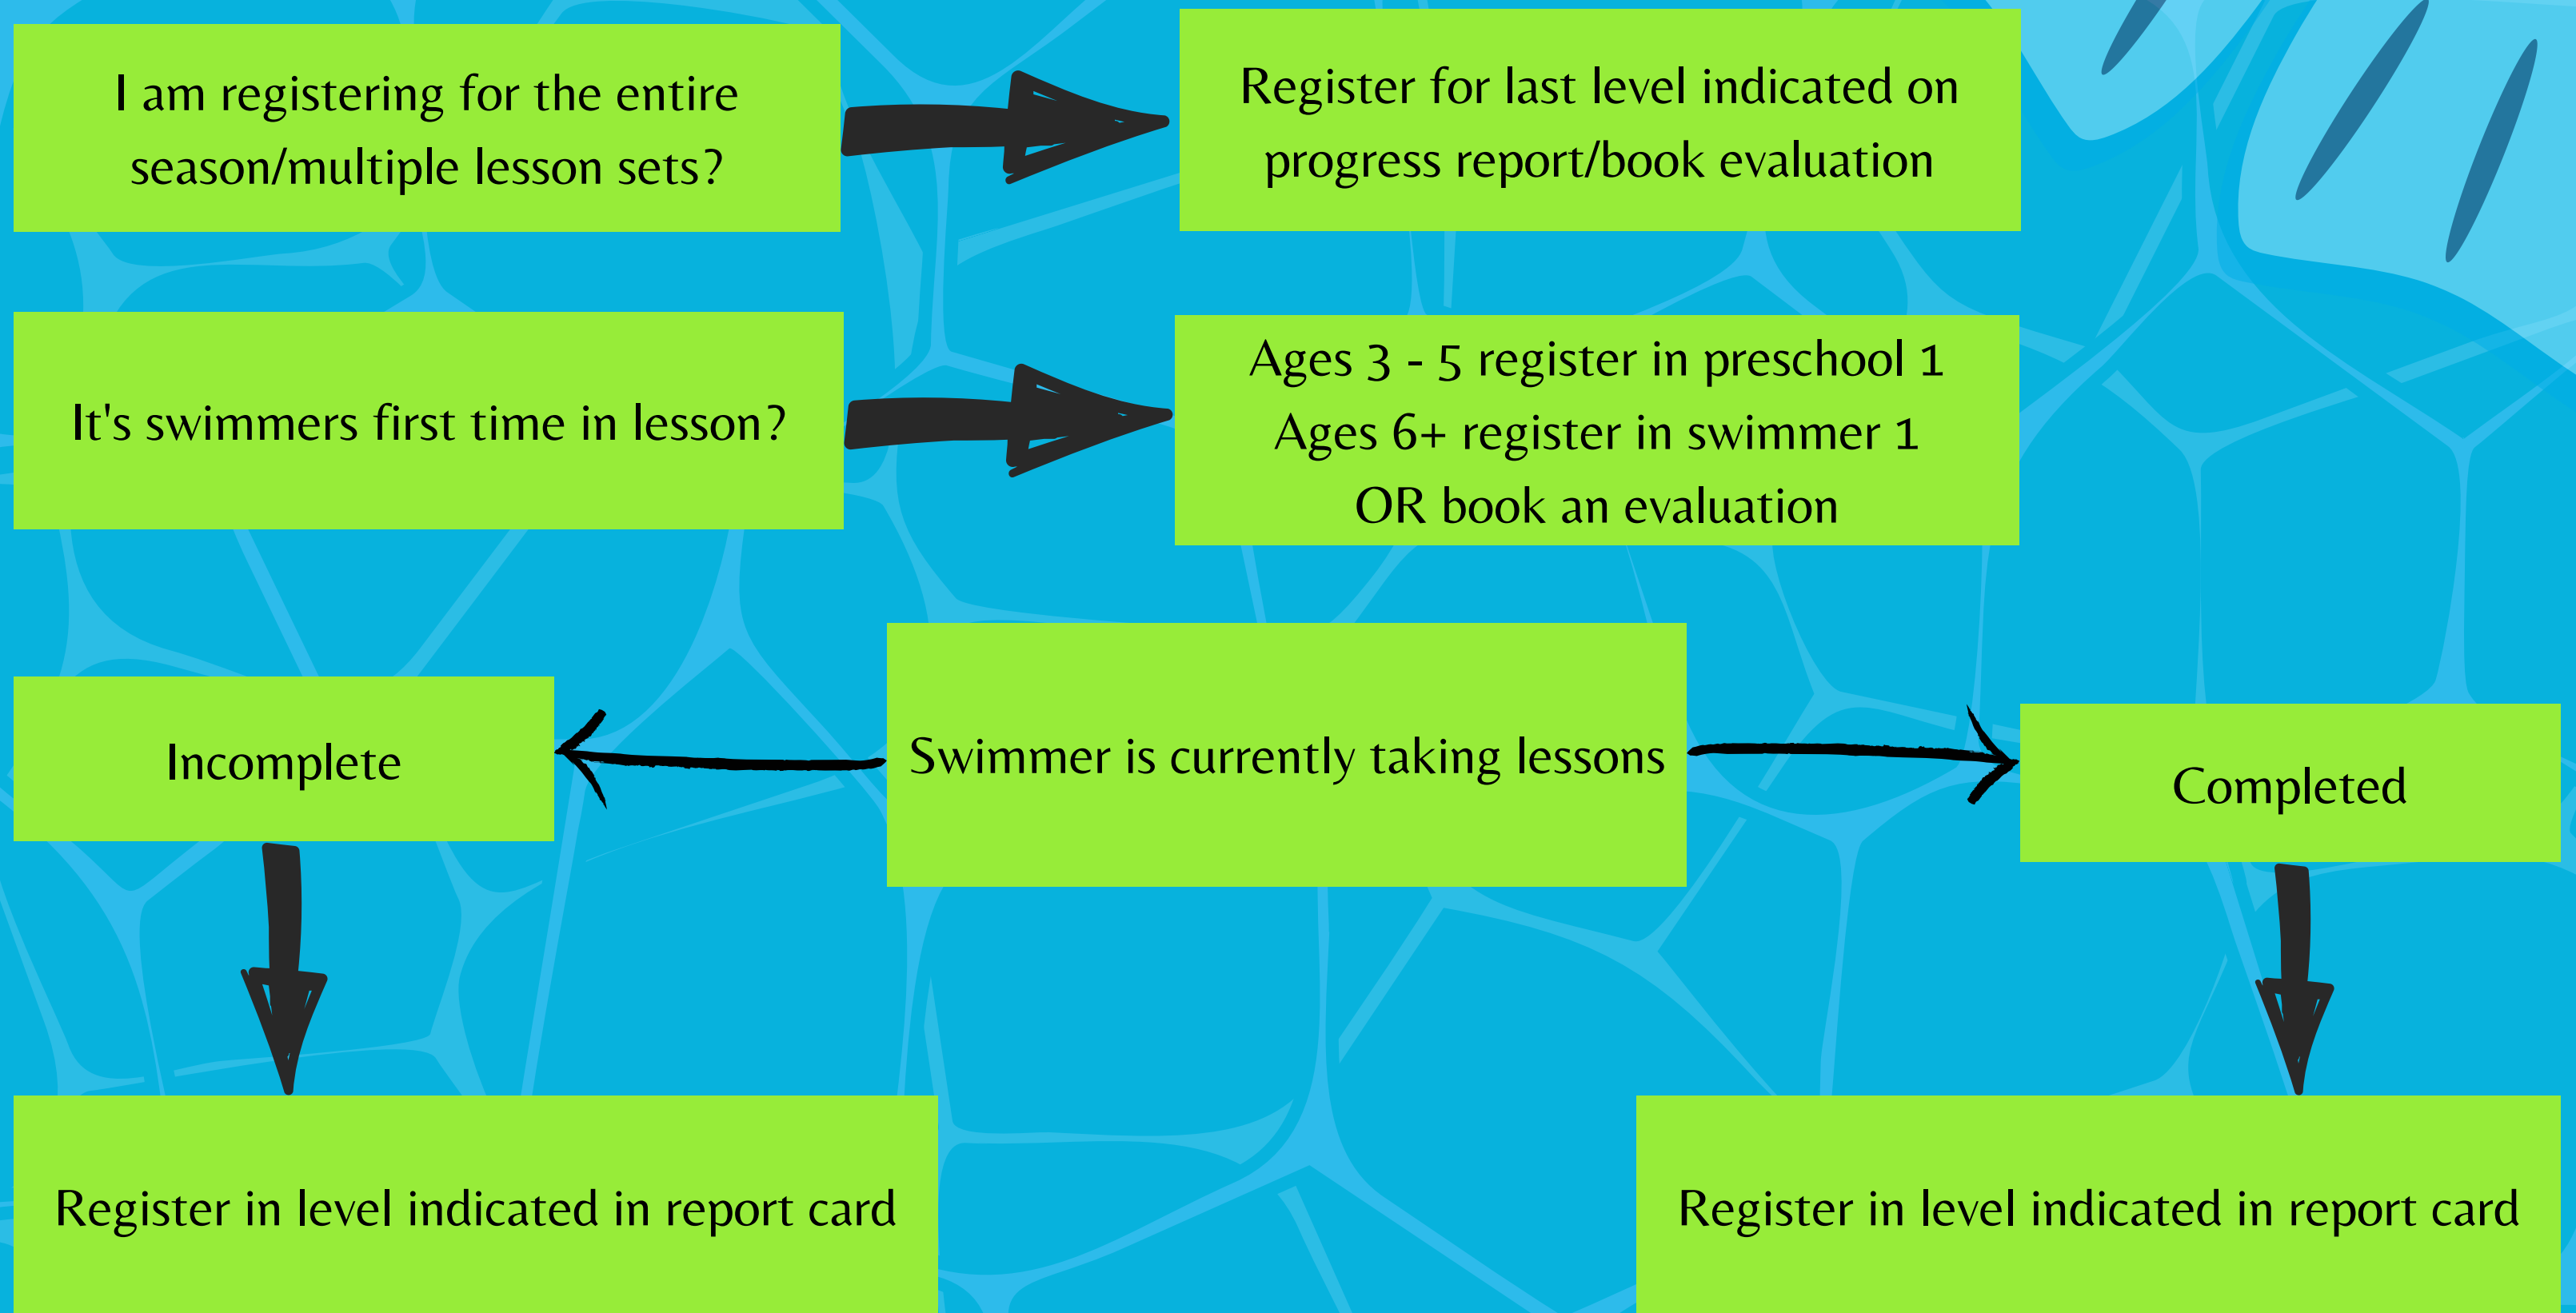 I am registering for the entire
season/multiple lesson sets?
Register for last level indicated on
progress report/book evaluation
It's swimmers first time in lesson?
Ages 3 - 5 register in preschool 1
Ages 6+ register in swimmer 1
OR book an evaluation
Incomplete
Swimmer is currently taking lessons
Completed
Register in level indicated in report card
Register in level indicated in report card